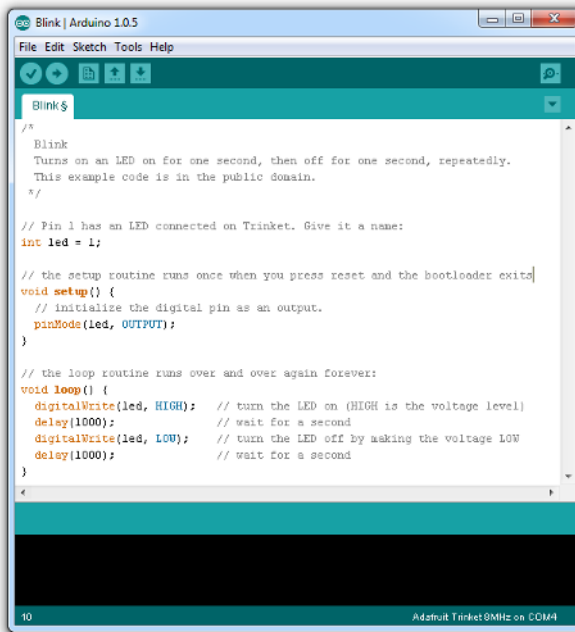 Blink | Arduino 1.0.5
File Edit Sketch Tools Help
Blink §
/*
  Blink
  Turns on an LED on for one second, then off for one second, repeatedly.
  This example code is in the public domain.
 */
// Pin 1 has an LED connected on Trinket. Give it a name:
int led = 1;
// the setup routine runs once when you press reset and the bootloader exits
void setup() {
  // initialize the digital pin as an output.
  pinMode(led, OUTPUT);
}
// the loop routine runs over and over again forever:
void loop() {
  digitalWrite(led, HIGH);   // turn the LED on (HIGH is the voltage level)
  delay(1000);               // wait for a second
  digitalWrite(led, LOW);    // turn the LED off by making the voltage LOW
  delay(1000);               // wait for a second
}
10 Adafruit Trinket 8MHz on COM4